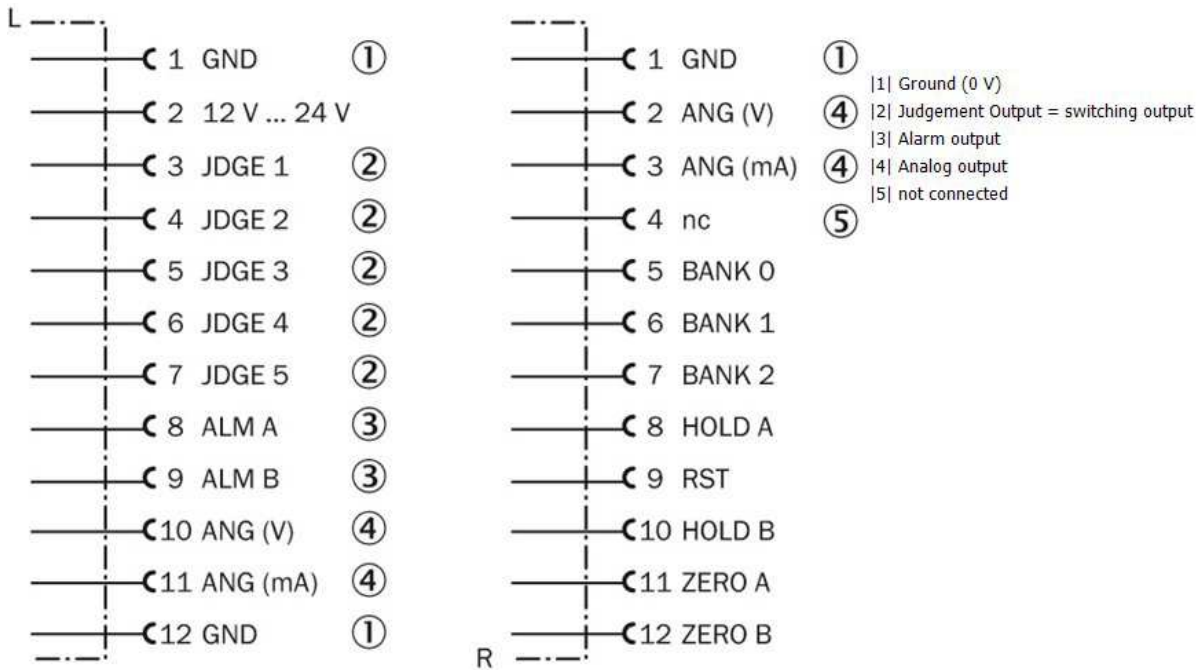 L
1 GND ①
2 12 V ... 24 V
3 JDGE 1 ②
4 JDGE 2 ②
5 JDGE 3 ②
6 JDGE 4 ②
7 JDGE 5 ②
8 ALM A ③
9 ALM B ③
10 ANG (V) ④
11 ANG (mA) ④
12 GND ①
R
1 GND ①
2 ANG (V) ④
3 ANG (mA) ④
4 nc ⑤
5 BANK 0
6 BANK 1
7 BANK 2
8 HOLD A
9 RST
10 HOLD B
11 ZERO A
12 ZERO B
|1| Ground (0 V)
|2| Judgement Output = switching output
|3| Alarm output
|4| Analog output
|5| not connected